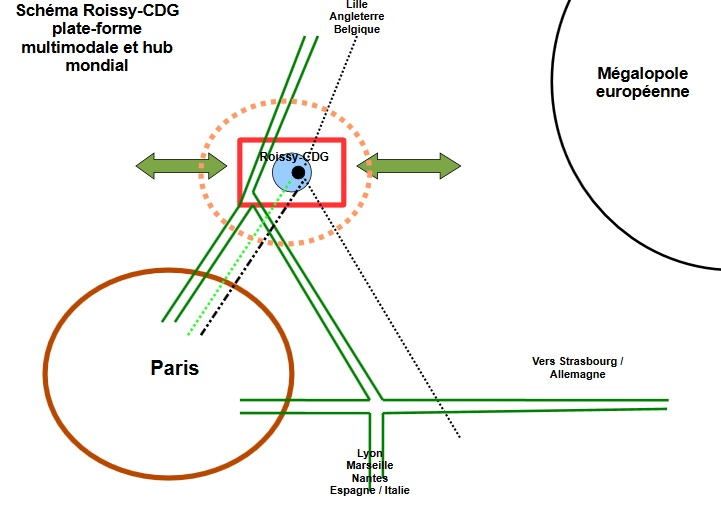 Schéma Roissy-CDG
plate-forme
multimodale et hub
mondial
Lille
Angleterre
Belgique
Mégalopole
européenne
Roissy-CDG
Paris
Vers Strasbourg /
Allemagne
Lyon
Marseille
Nantes
Espagne / Italie